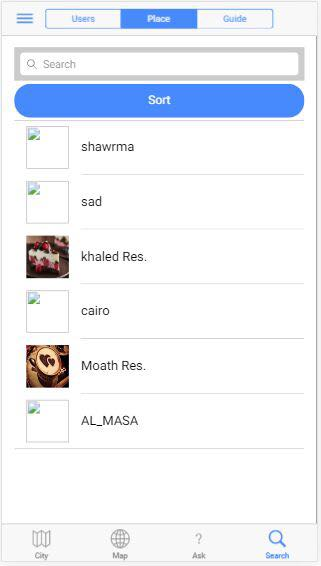 Users Place Guide
Search
Sort
shawrma
sad
khaled Res.
cairo
Moath Res.
AL_MASA
City Map ? Ask Search